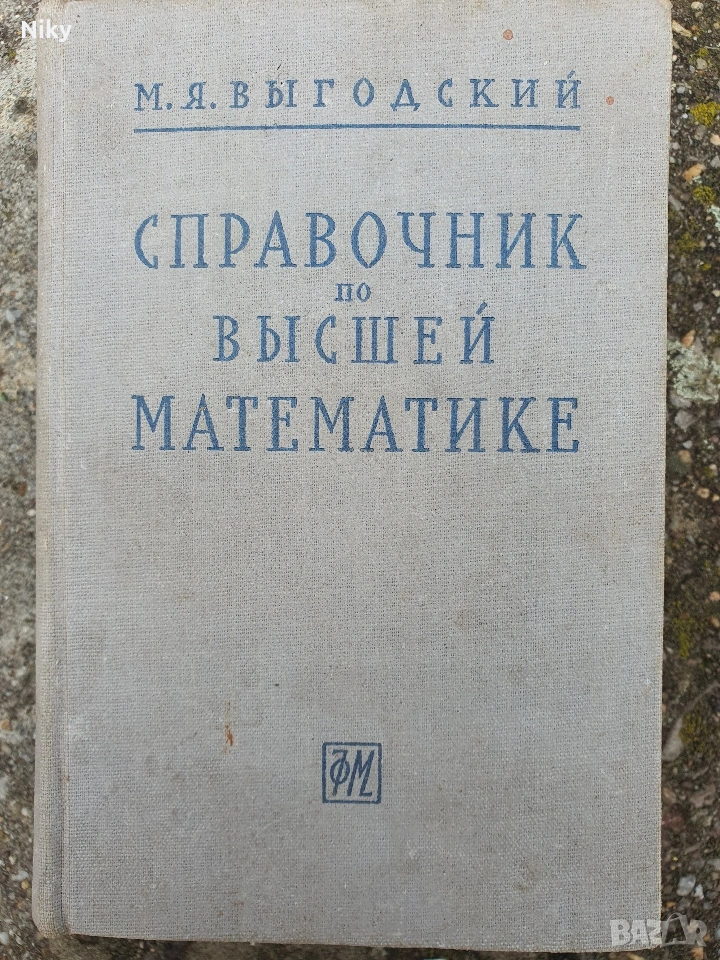 Niky
М.Я.ВЫГОДСКИЙ
СПРАВОЧНИК
ПО
ВЫСШЕЙ
МАТЕМАТИКЕ
ФМ
BAZAR